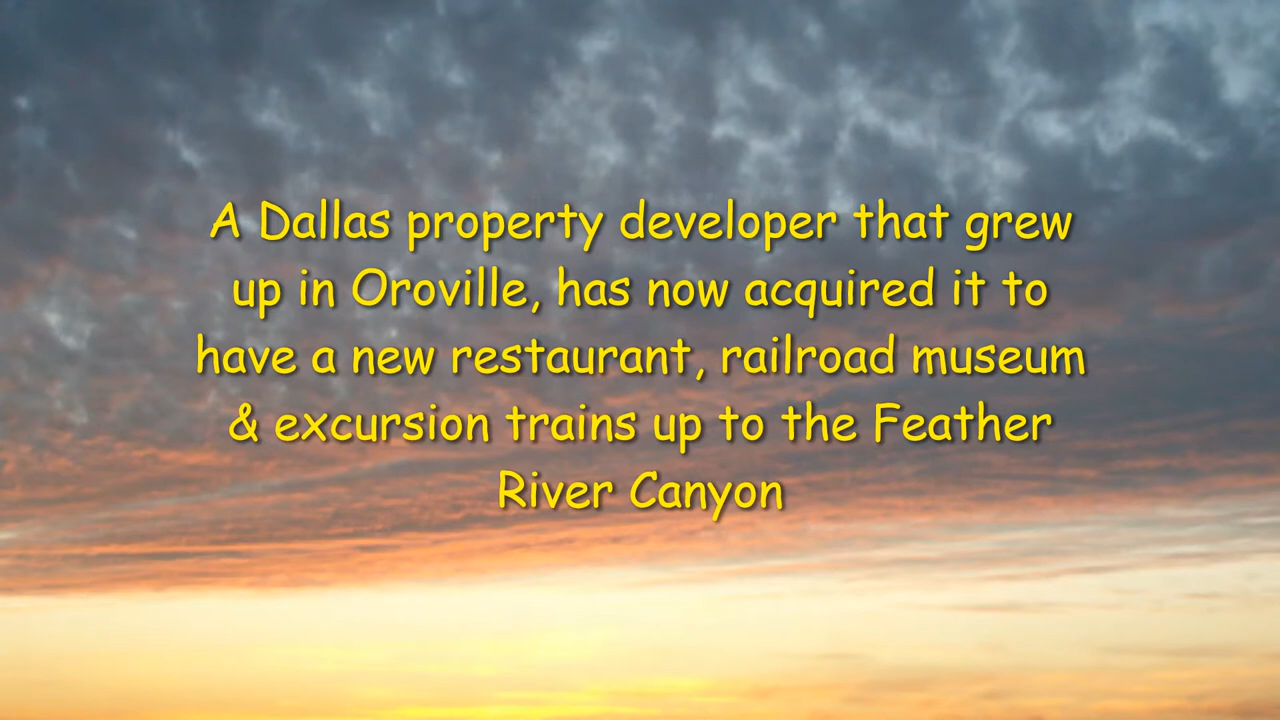 A Dallas property developer that grew
up in Oroville, has now acquired it to
have a new restaurant, railroad museum
& excursion trains up to the Feather
River Canyon